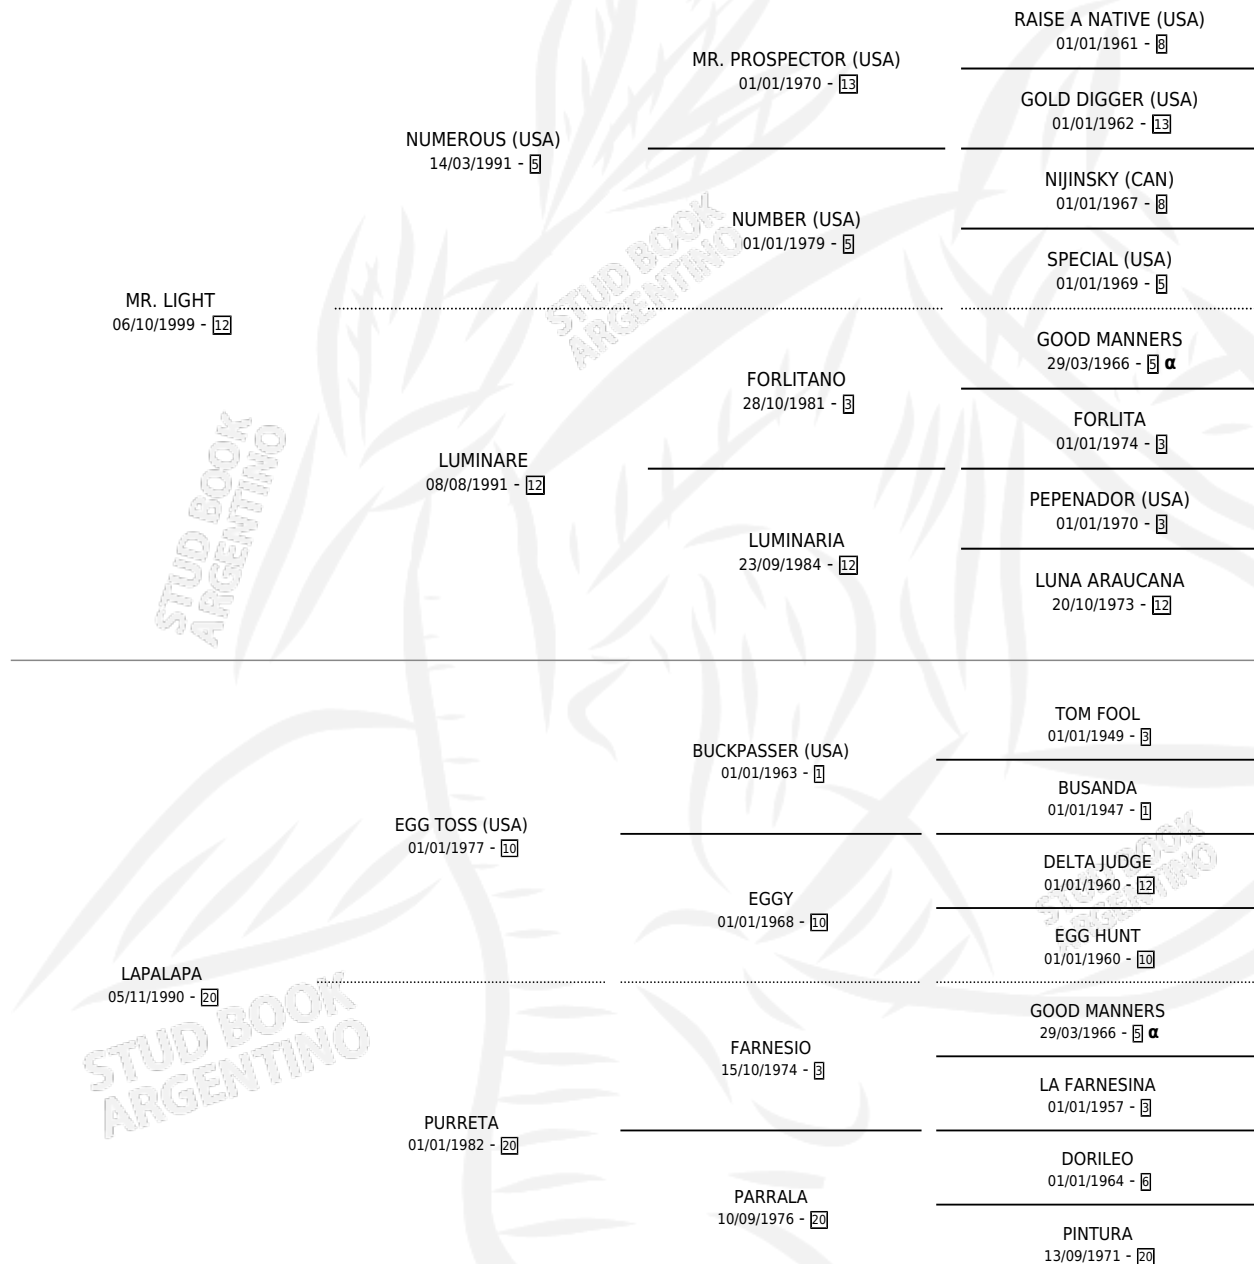 RAISE A NATIVE (USA)
01/01/1961 - 8
MR. PROSPECTOR (USA)
01/01/1970 - 13
GOLD DIGGER (USA)
01/01/1962 - 13
NUMEROUS (USA)
14/03/1991 - 5
NIJINSKY (CAN)
01/01/1967 - 8
NUMBER (USA)
01/01/1979 - 5
SPECIAL (USA)
01/01/1969 - 5
MR. LIGHT
06/10/1999 - 12
GOOD MANNERS
29/03/1966 - 5 α
FORLITANO
28/10/1981 - 3
FORLITA
01/01/1974 - 3
LUMINARE
08/08/1991 - 12
PEPENADOR (USA)
01/01/1970 - 3
LUMINARIA
23/09/1984 - 12
LUNA ARAUCANA
20/10/1973 - 12
TOM FOOL
01/01/1949 - 3
BUCKPASSER (USA)
01/01/1963 - 1
BUSANDA
01/01/1947 - 1
EGG TOSS (USA)
01/01/1977 - 10
DELTA JUDGE
01/01/1960 - 12
EGGY
01/01/1968 - 10
EGG HUNT
01/01/1960 - 10
LAPALAPA
05/11/1990 - 20
GOOD MANNERS
29/03/1966 - 5 α
FARNESIO
15/10/1974 - 3
LA FARNESINA
01/01/1957 - 3
PURRETA
01/01/1982 - 20
DORILEO
01/01/1964 - 6
PARRALA
10/09/1976 - 20
PINTURA
13/09/1971 - 20
STUD BOOK
ARGENTINO
STUD BOOK
ARGENTINO
STUD BOOK
ARGENTINO
STUD BOOK
ARGENTINO